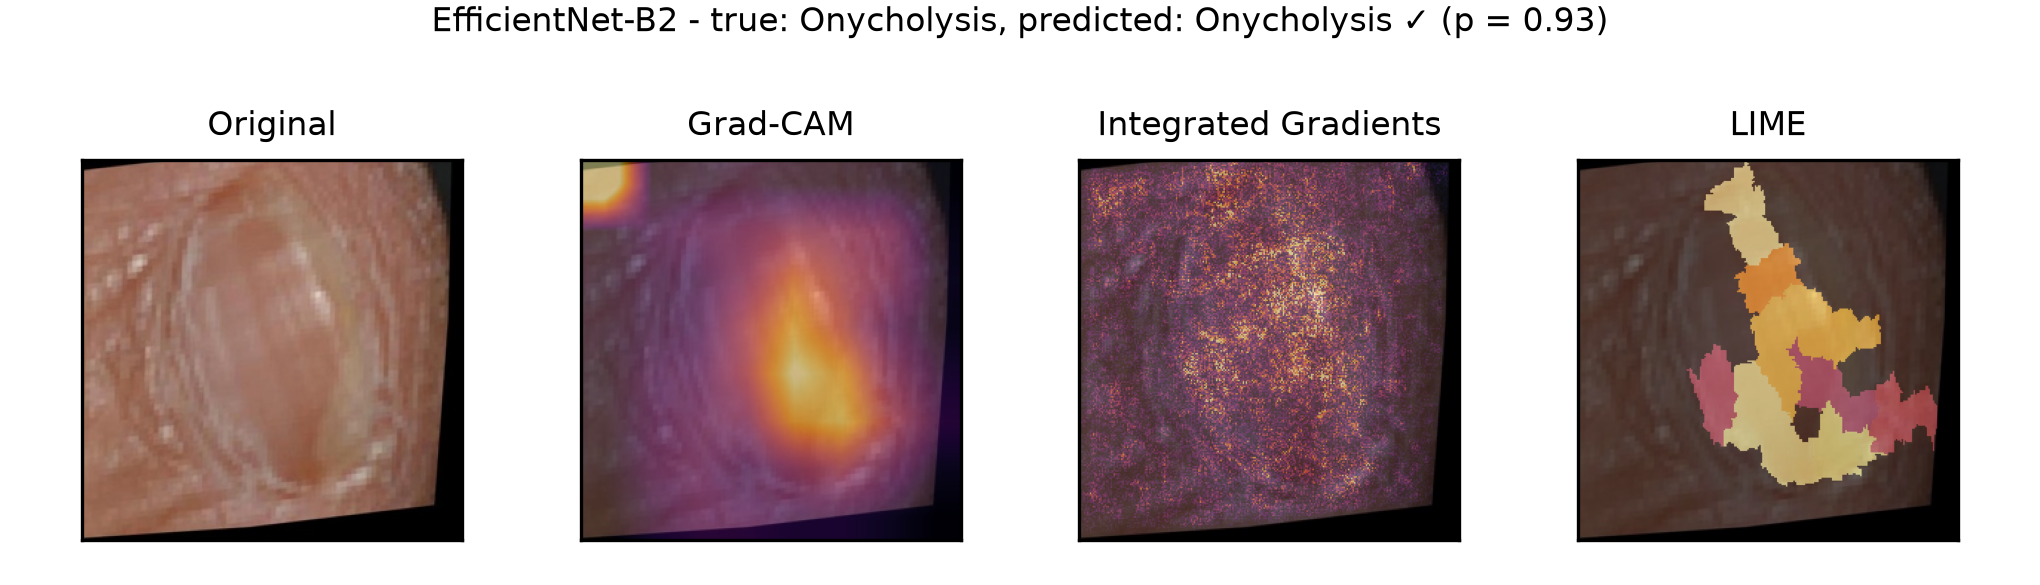 EfficientNet-B2 - true: Onycholysis, predicted: Onycholysis ✓ (p = 0.93)
Original
Grad-CAM
Integrated Gradients
LIME